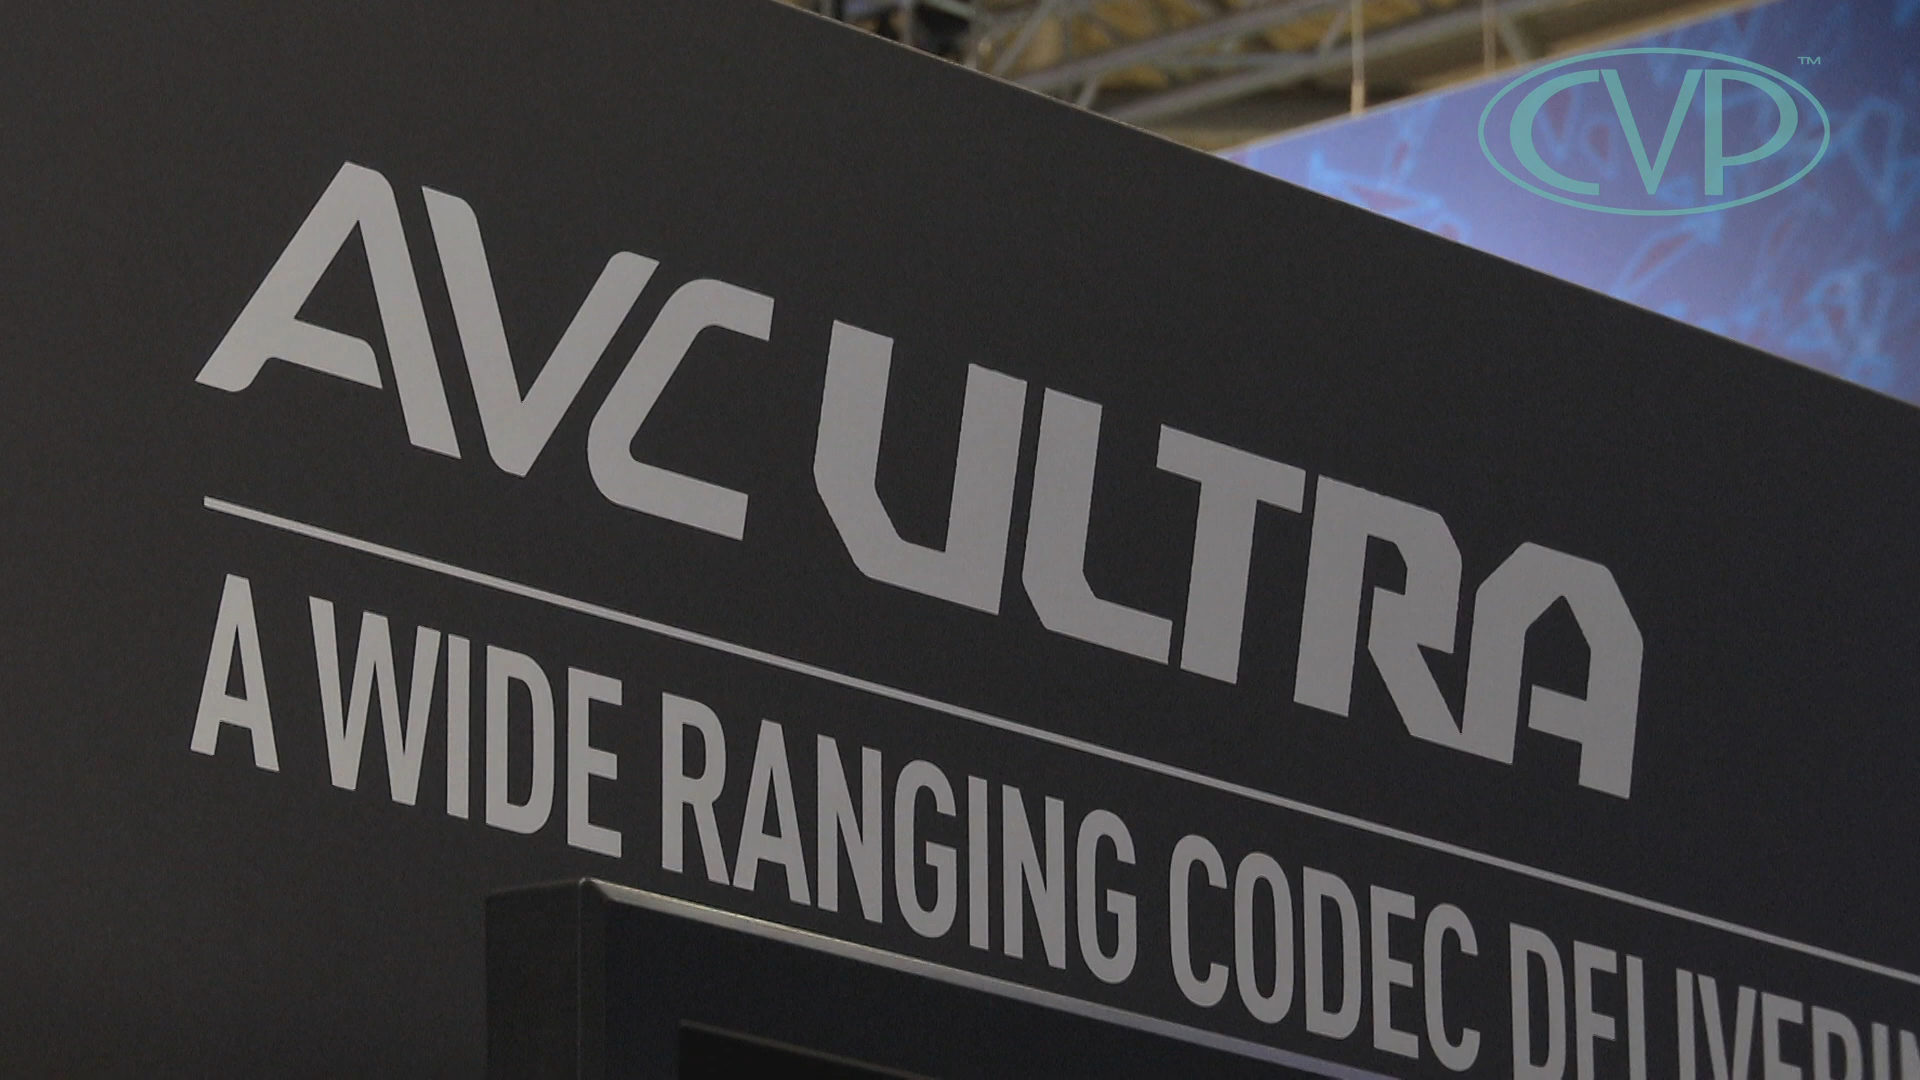 CVP™
AVC ULTRA
A WIDE RANGING CODEC